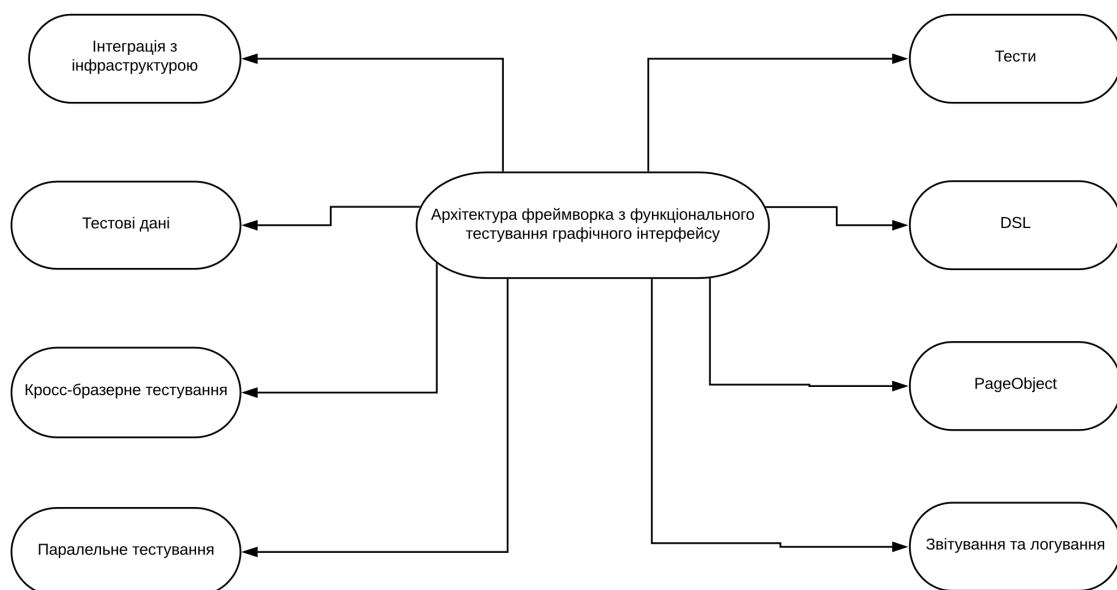 Інтеграція з
інфраструктурою
Тести
Тестові дані
Архітектура фреймворка з функціонального
тестування графічного інтерфейсу
DSL
Кросс-бразерне тестування
PageObject
Паралельне тестування
Звітування та логування